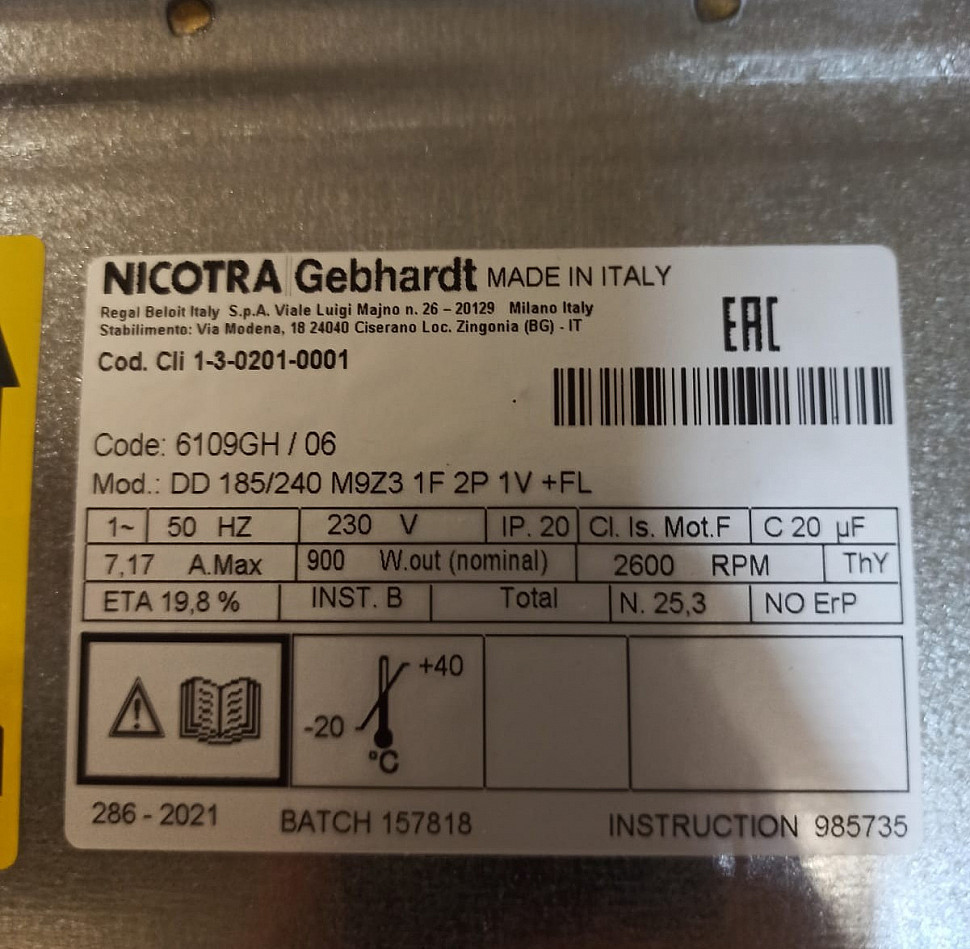 NICOTRA Gebhardt MADE IN ITALY
Regal Beloit Italy S.p.A. Viale Luigi Majno n. 26 – 20129 Milano Italy
Stabilimento: Via Modena, 18 24040 Ciserano Loc. Zingonia (BG) - IT
EAC
Cod. Cli 1-3-0201-0001
Code: 6109GH / 06
Mod.: DD 185/240 M9Z3 1F 2P 1V +FL
1~ 50 HZ 230 V IP. 20 Cl. Is. Mot.F C 20 µF
7,17 A.Max 900 W.out (nominal) 2600 RPM ThY
ETA 19,8 % INST. B Total N. 25,3 NO ErP
+40
-20
°C
286 - 2021 BATCH 157818 INSTRUCTION 985735